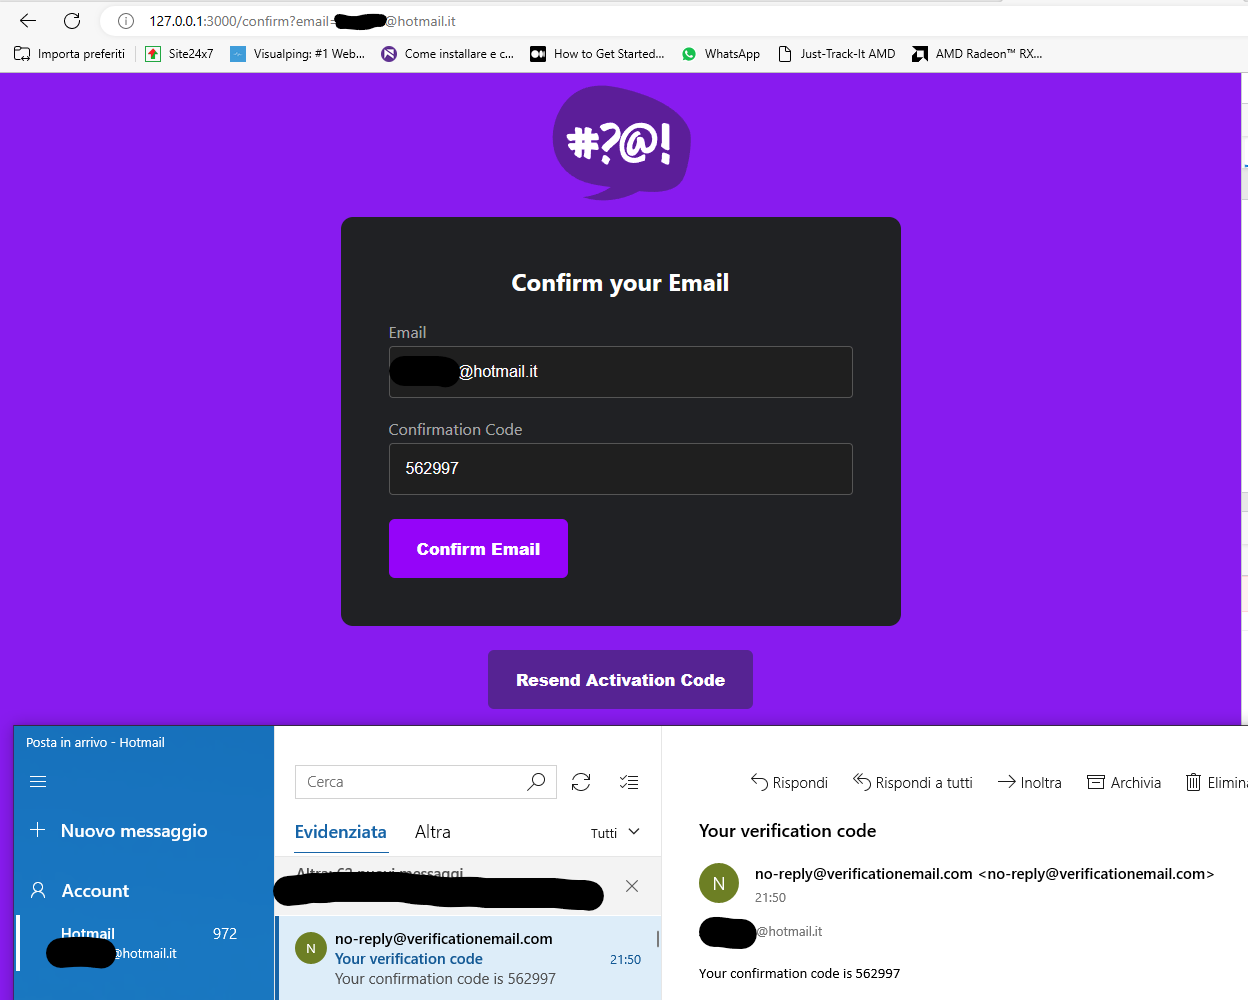 127.0.0.1:3000/confirm?email= @hotmail.it
Importa preferiti Site24x7 Visualping: #1 Web... Come installare e c... How to Get Started... WhatsApp Just-Track-It AMD AMD Radeon™ RX...
#?@!
Confirm your Email
Email
@hotmail.it
Confirmation Code
562997
Confirm Email
Resend Activation Code
Posta in arrivo - Hotmail
Nuovo messaggio
Account
Hotmail 972
@hotmail.it
Cerca
Evidenziata Altra Tutti
no-reply@verificationemail.com
Your verification code 21:50
Your confirmation code is 562997
Rispondi Rispondi a tutti Inoltra Archivia Elimina
Your verification code
N no-reply@verificationemail.com <no-reply@verificationemail.com>
21:50
@hotmail.it
Your confirmation code is 562997